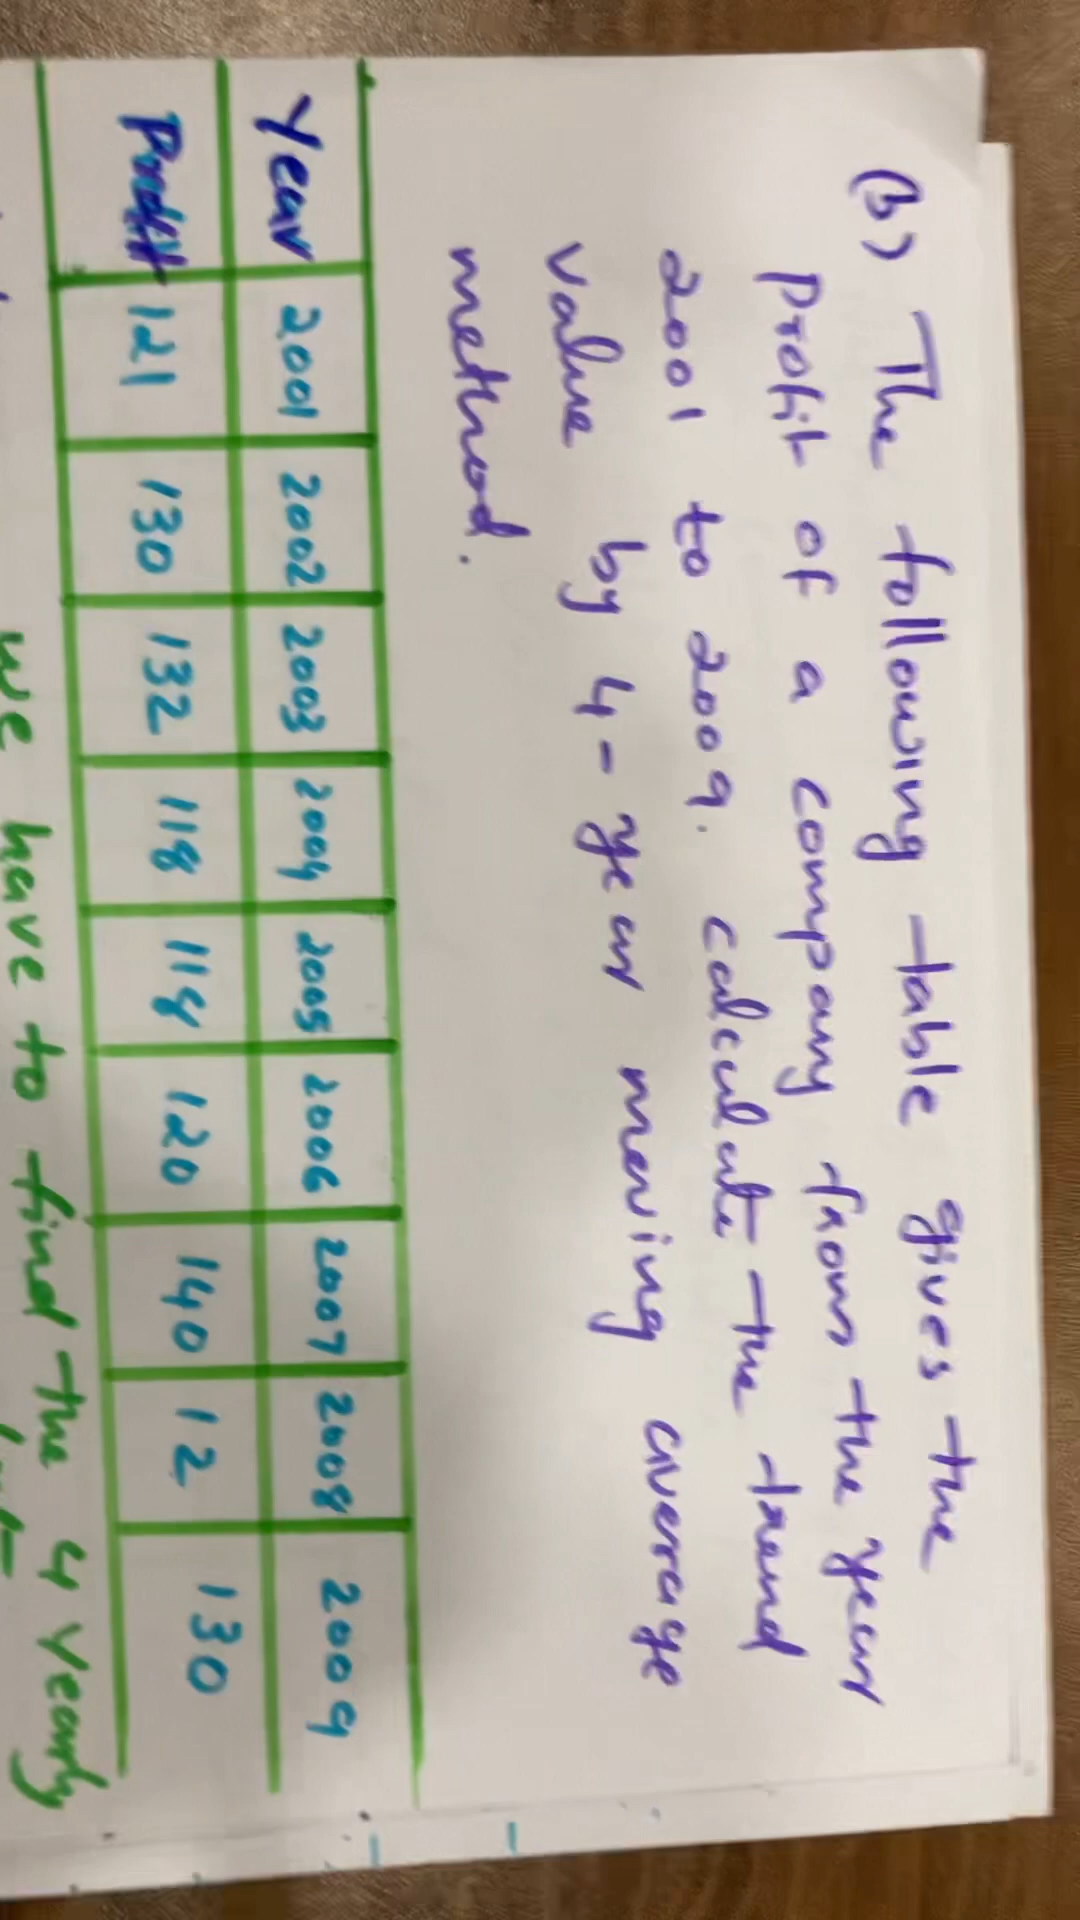 B) The following table gives the
profit of a company from the year
2001 to 2009. calculate the trend
value by 4-year moving average
method.
Year 2001 2002 2003 2004 2005 2006 2007 2008 2009
Profit 121 130 132 118 118 120 140 12 130
we have to find the 4 yearly